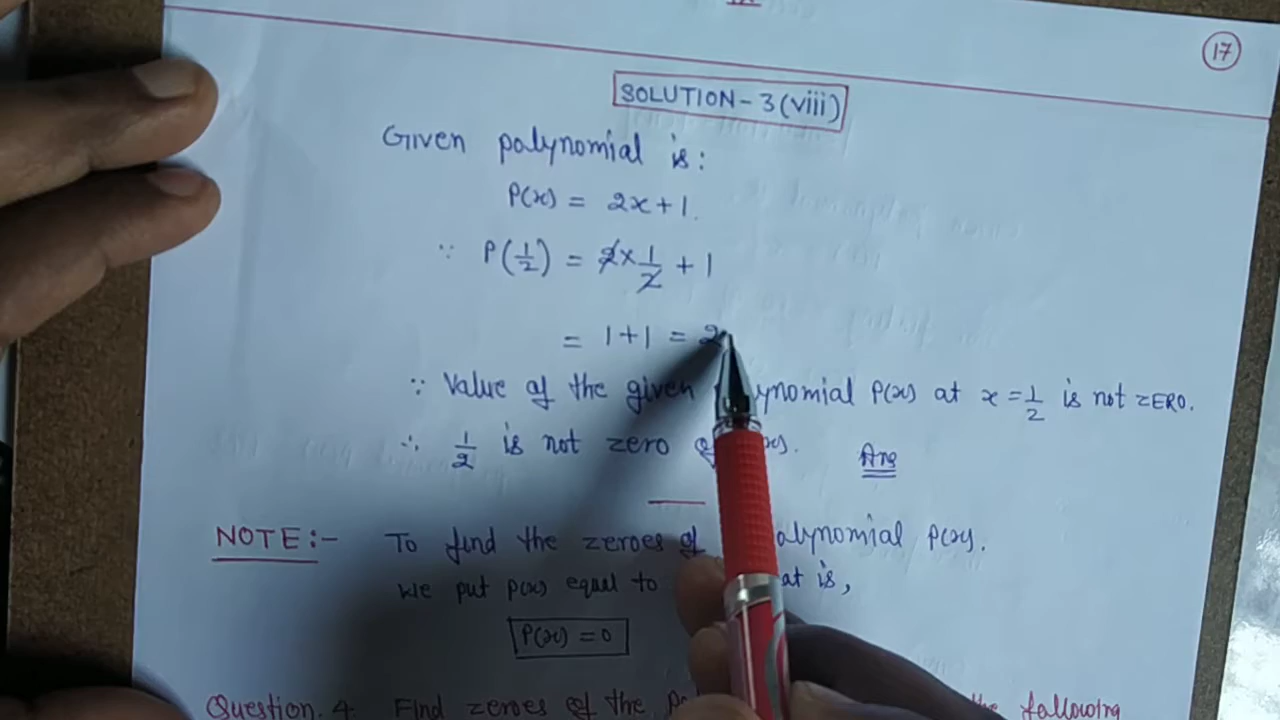 17
SOLUTION - 3 (viii)
Given polynomial is:
P(x) = 2x + 1.
∵ P(1/2) = 2 × 1/2 + 1
= 1 + 1 = 2
∵ Value of the given polynomial P(x) at x = 1/2 is not ZERO.
∴ 1/2 is not zero of P(x). Ans
NOTE:- To find the zeroes of polynomial P(x).
We put p(x) equal to
P(x) = 0
Question. 4. Find zeroes of the the following